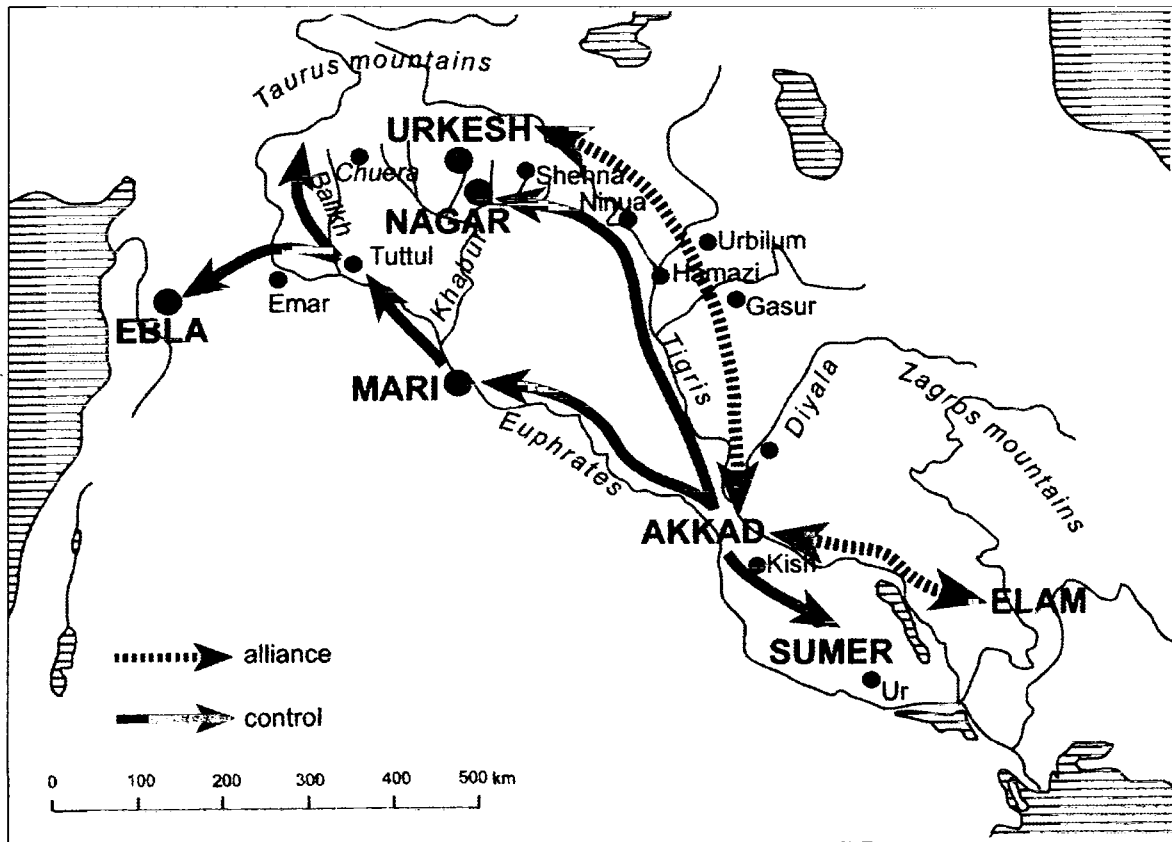 Taurus mountains
URKESH
Chuera
Shehna
Balikh
NAGAR
Ninua
Urbilum
Tuttul
Khabur
Hamazi
Emar
Gasur
EBLA
Tigris
MARI
Diyala
Zagros mountains
Euphrates
AKKAD
Kish
ELAM
SUMER
alliance
Ur
control
0 100 200 300 400 500 km